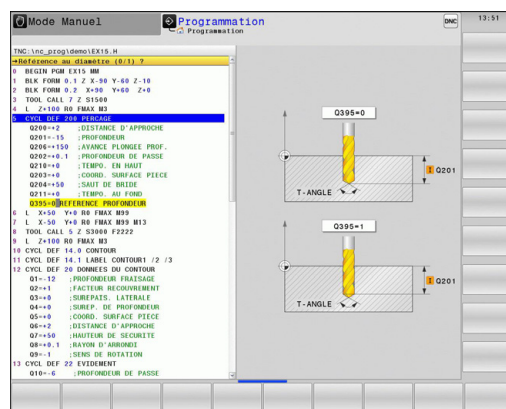 Mode Manuel
Programmation
Programmation
DNC
13:51
TNC:\nc_prog\demo\EX15.H
→Référence au diamètre (0/1) ?
0 BEGIN PGM EX15 MM
1 BLK FORM 0.1 Z X-90 Y-60 Z-10
2 BLK FORM 0.2 X+90 Y+60 Z+0
3 TOOL CALL 7 Z S1500
4 L Z+100 R0 FMAX M3
5 CYCL DEF 200 PERCAGE
Q200=+2 ;DISTANCE D'APPROCHE
Q201=-15 ;PROFONDEUR
Q206=+150 ;AVANCE PLONGEE PROF.
Q202=+0.1 ;PROFONDEUR DE PASSE
Q210=+0 ;TEMPO. EN HAUT
Q203=+0 ;COORD. SURFACE PIECE
Q204=+50 ;SAUT DE BRIDE
Q211=+0 ;TEMPO. AU FOND
Q395=0 REFERENCE PROFONDEUR
6 L X+50 Y+0 R0 FMAX M99
7 L X-50 Y+0 R0 FMAX M99 M13
8 TOOL CALL 5 Z S3000 F2222
9 L Z+100 R0 FMAX M3
10 CYCL DEF 14.0 CONTOUR
11 CYCL DEF 14.1 LABEL CONTOUR1 /2 /3
12 CYCL DEF 20 DONNEES DU CONTOUR
Q1=-12 ;PROFONDEUR FRAISAGE
Q2=+1 ;FACTEUR RECOUVREMENT
Q3=+0 ;SUREPAIS. LATERALE
Q4=+0 ;SUREP. DE PROFONDEUR
Q5=+0 ;COORD. SURFACE PIECE
Q6=+2 ;DISTANCE D'APPROCHE
Q7=+50 ;HAUTEUR DE SECURITE
Q8=+0.1 ;RAYON D'ARRONDI
Q9=-1 ;SENS DE ROTATION
13 CYCL DEF 22 EVIDEMENT
Q10=-6 ;PROFONDEUR DE PASSE
Q395=0
I Q201
T-ANGLE
Q395=1
I Q201
T-ANGLE